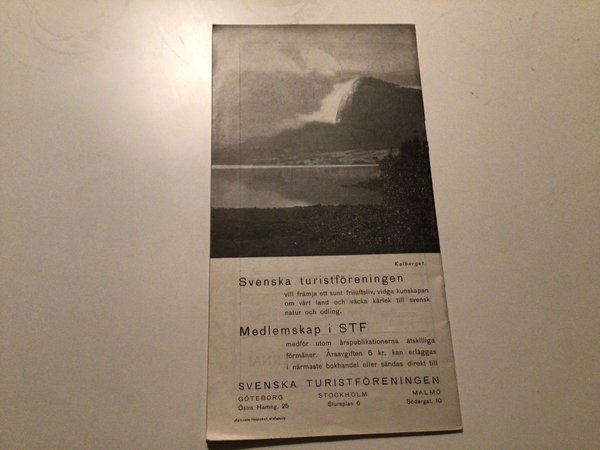 Kalberget.
Svenska turistföreningen
vill främja ett sunt friluftsliv, vidga kunskapen
om vårt land och väcka kärlek till svensk
natur och odling.
Medlemskap i STF
medför utom årspublikationerna åtskilliga
förmåner. Årsavgiften 6 kr. kan erläggas
i närmaste bokhandel eller sändas direkt till
SVENSKA TURISTFÖRENINGEN
GÖTEBORG STOCKHOLM MALMÖ
Östra Hamng. 25 Stureplan 6 Södergat. 10